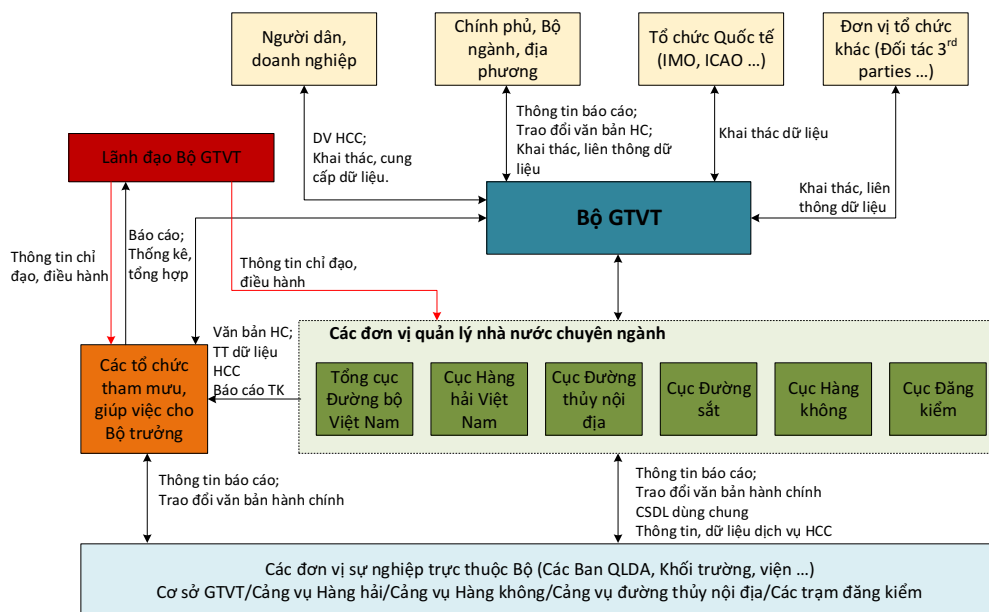 Người dân,
doanh nghiệp
Chính phủ, Bộ
ngành, địa
phương
Tổ chức Quốc tế
(IMO, ICAO ...)
Đơn vị tổ chức
khác (Đối tác 3rd
parties ...)
DV HCC;
Khai thác, cung
cấp dữ liệu.
Thông tin báo cáo;
Trao đổi văn bản HC;
Khai thác, liên thông dữ
liệu
Khai thác dữ liệu
Khai thác, liên
thông dữ liệu
Lãnh đạo Bộ GTVT
Bộ GTVT
Thông tin chỉ
đạo, điều hành
Báo cáo;
Thống kê,
tổng hợp
Thông tin chỉ đạo,
điều hành
Các đơn vị quản lý nhà nước chuyên ngành
Các tổ chức
tham mưu,
giúp việc cho
Bộ trưởng
Văn bản HC;
TT dữ liệu
HCC
Báo cáo TK
Tổng cục
Đường bộ
Việt Nam
Cục Hàng
hải Việt
Nam
Cục Đường
thủy nội
địa
Cục Đường
sắt
Cục Hàng
không
Cục Đăng
kiểm
Thông tin báo cáo;
Trao đổi văn bản hành chính
Thông tin báo cáo;
Trao đổi văn bản hành chính
CSDL dùng chung
Thông tin, dữ liệu dịch vụ HCC
Các đơn vị sự nghiệp trực thuộc Bộ (Các Ban QLDA, Khối trường, viện ...)
Cơ sở GTVT/Cảng vụ Hàng hải/Cảng vụ Hàng không/Cảng vụ đường thủy nội địa/Các trạm đăng kiểm